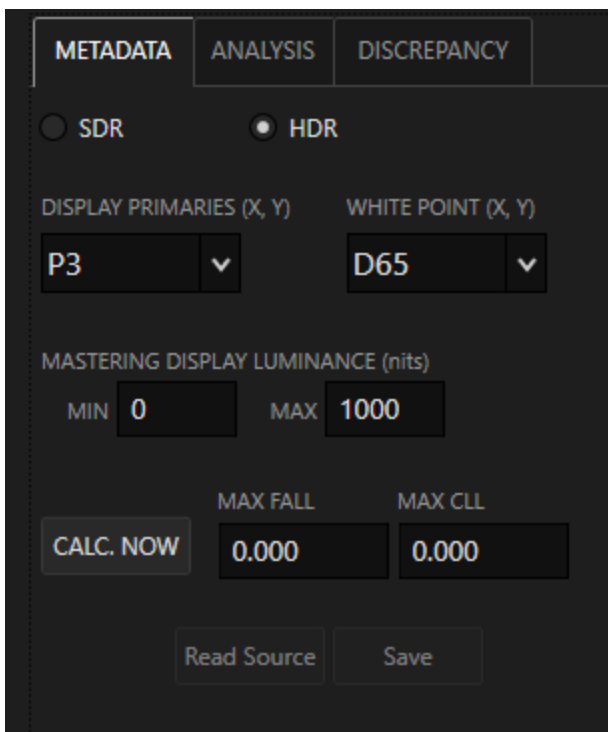 METADATA ANALYSIS DISCREPANCY
SDR HDR
DISPLAY PRIMARIES (X, Y) WHITE POINT (X, Y)
P3 D65
MASTERING DISPLAY LUMINANCE (nits)
MIN 0 MAX 1000
MAX FALL MAX CLL
CALC. NOW 0.000 0.000
Read Source Save